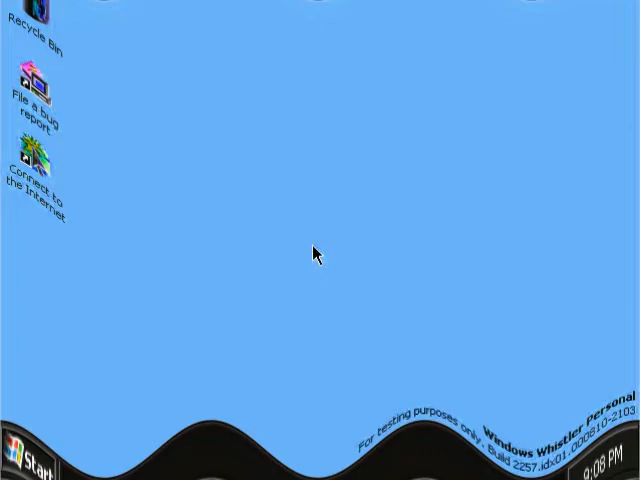 Recycle Bin
File a bug
report
Connect to
the Internet
Windows Whistler Personal
For testing purposes only. Build 2257.idx01.000810-2103
Start
9:08 PM